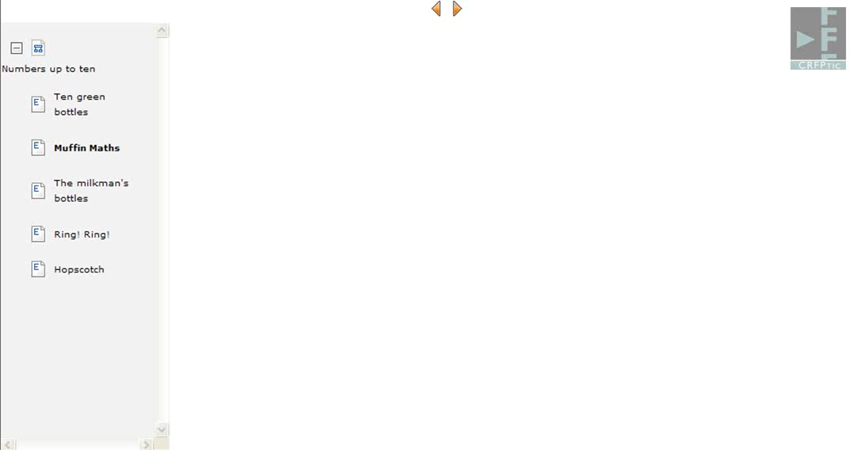 Numbers up to ten
Ten green
bottles
Muffin Maths
The milkman's
bottles
Ring! Ring!
Hopscotch
F
F
F
CRFPTIC
E
E
E
E
E